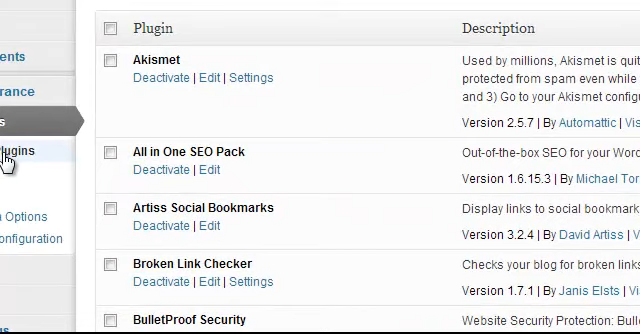 Plugin Description
ents
Akismet Used by millions, Akismet is quit
Deactivate | Edit | Settings protected from spam even while
rance and 3) Go to your Akismet configu
s Version 2.5.7 | By Automattic | Vis
lugins All in One SEO Pack Out-of-the-box SEO for your Word
Deactivate | Edit Version 1.6.15.3 | By Michael Tor
Options Artiss Social Bookmarks Display links to social bookmark
Deactivate | Edit Version 3.2.4 | By David Artiss | V
onfiguration
Broken Link Checker Checks your blog for broken links
Deactivate | Edit | Settings Version 1.7.1 | By Janis Elsts | Vi
BulletProof Security Website Security Protection: Bull